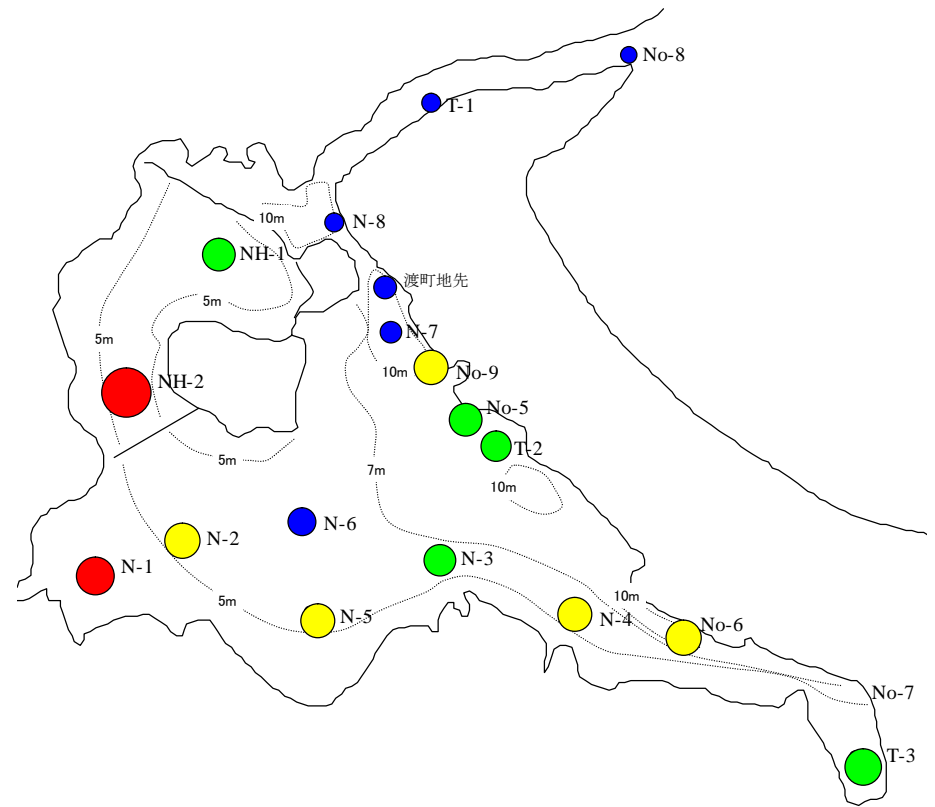 No-8
T-1
10m
N-8
NH-1
渡町地先
5m
N-7
5m
10m
No-9
NH-2
No-5
T-2
5m
7m
10m
N-6
N-2
N-3
N-1
5m
10m
N-5
N-4
No-6
No-7
T-3